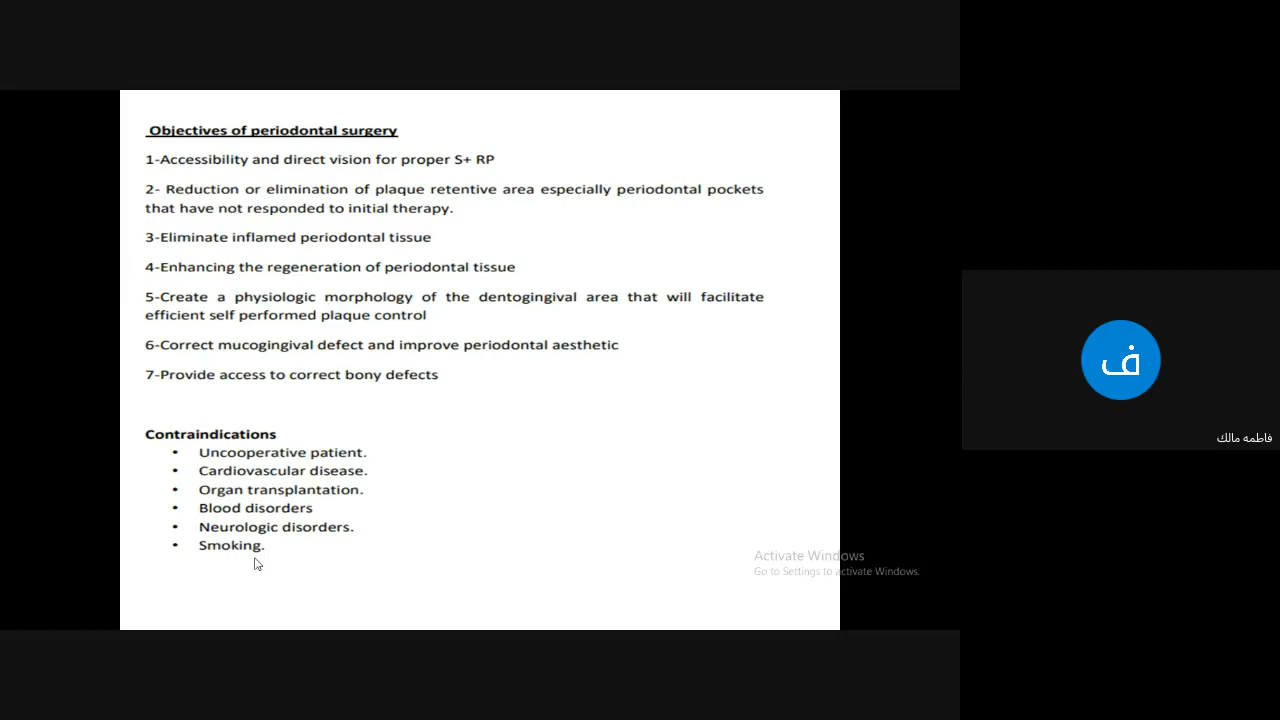 Objectives of periodontal surgery
1-Accessibility and direct vision for proper S+ RP
2- Reduction or elimination of plaque retentive area especially periodontal pockets
that have not responded to initial therapy.
3-Eliminate inflamed periodontal tissue
4-Enhancing the regeneration of periodontal tissue
5-Create a physiologic morphology of the dentogingival area that will facilitate
efficient self performed plaque control
6-Correct mucogingival defect and improve periodontal aesthetic
7-Provide access to correct bony defects
Contraindications
• Uncooperative patient.
• Cardiovascular disease.
• Organ transplantation.
• Blood disorders
• Neurologic disorders.
• Smoking.
Activate Windows
Go to Settings to activate Windows.
ف
فاطمه مالك